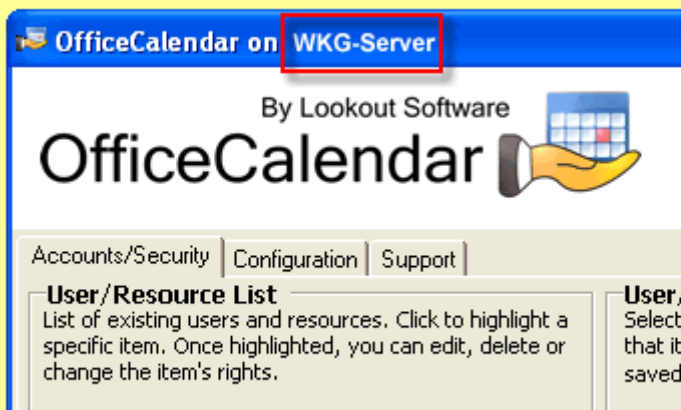 OfficeCalendar on WKG-Server
By Lookout Software
OfficeCalendar
Accounts/Security Configuration Support
User/Resource List
List of existing users and resources. Click to highlight a
specific item. Once highlighted, you can edit, delete or
change the item's rights.
User/
Select
that it
saved